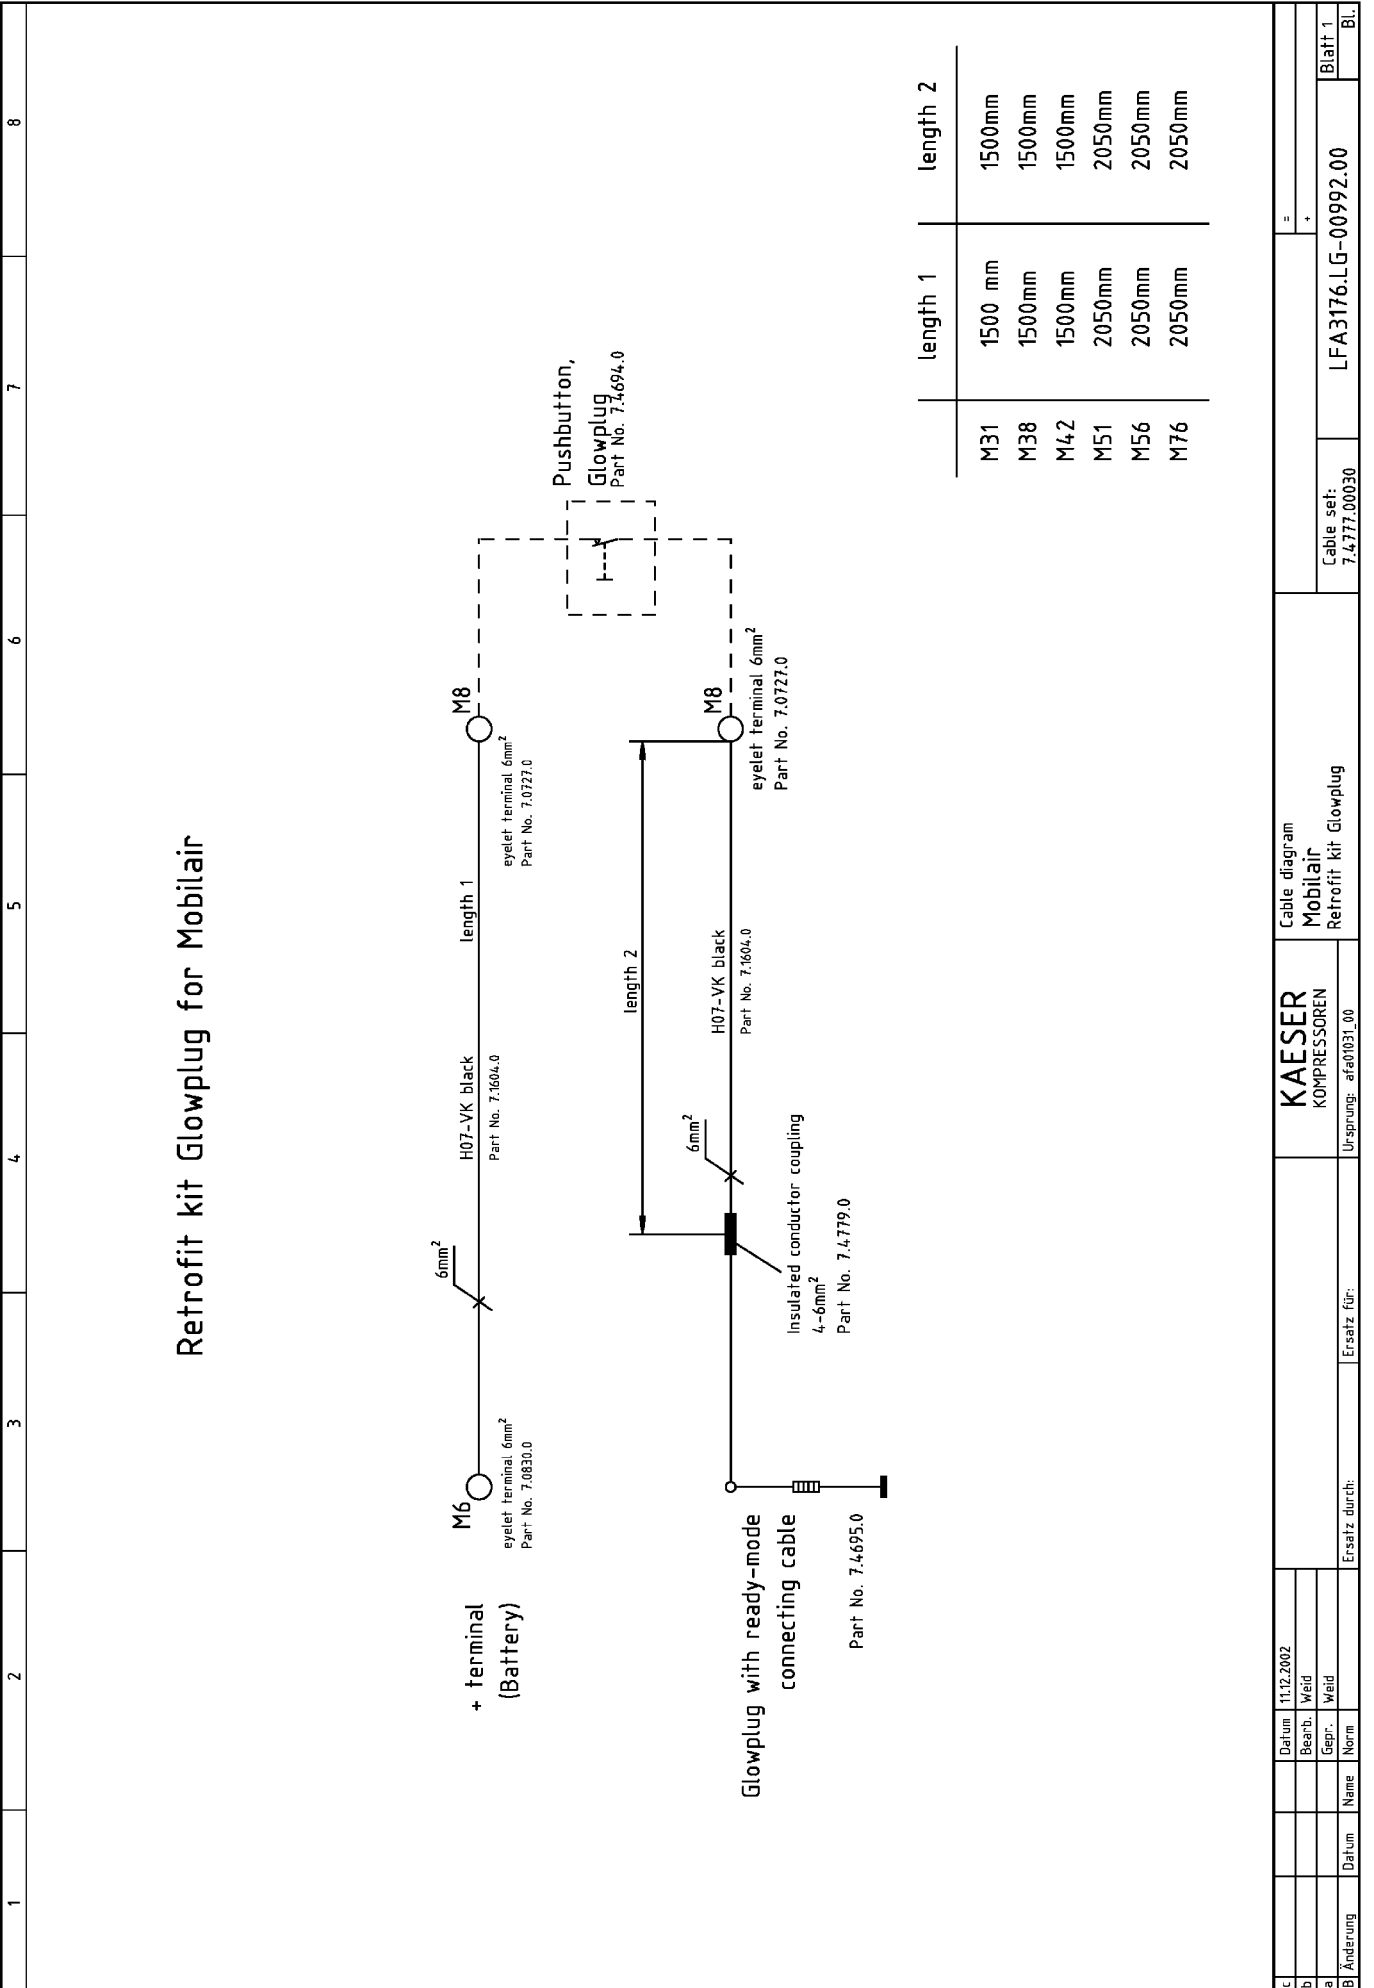 1
2
3
4
5
6
7
8
Retrofit kit Glowplug for Mobilair
+ terminal
(Battery)
M6
eyelet terminal 6mm²
Part No. 7.0830.0
6mm²
H07-VK black
Part No. 7.1604.0
length 1
M8
eyelet terminal 6mm²
Part No. 7.0727.0
Pushbutton,
Glowplug
Part No. 7.4694.0
length 2
Glowplug with ready-mode
connecting cable
Part No. 7.4695.0
Insulated conductor coupling
4-6mm²
Part No. 7.4779.0
6mm²
H07-VK black
Part No. 7.1604.0
M8
eyelet terminal 6mm²
Part No. 7.0727.0
length 1 length 2
M31 1500 mm 1500mm
M38 1500mm 1500mm
M42 1500mm 1500mm
M51 2050mm 2050mm
M56 2050mm 2050mm
M76 2050mm 2050mm
c Datum 11.12.2002
b Bearb. Weid
a Gepr. Weid
B Änderung Datum Name Norm Ersatz durch: Ersatz für: Ursprung: afa01031_00
KAESER
KOMPRESSOREN
Cable diagram
Mobilair
Retrofit kit Glowplug
Cable set:
7.4777.00030
=
+
LFA3176.LG-00992.00
Blatt 1
Bl.